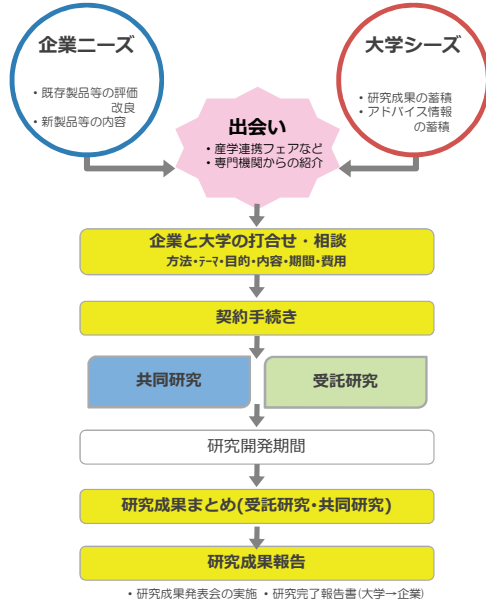 企業ニーズ
・既存製品等の評価
改良
・新製品等の内容
大学シーズ
・研究成果の蓄積
・アドバイス情報
の蓄積
出会い
・産学連携フェアなど
・専門機関からの紹介
企業と大学の打合せ・相談
方法・テーマ・目的・内容・期間・費用
契約手続き
共同研究
受託研究
研究開発期間
研究成果まとめ(受託研究・共同研究)
研究成果報告
・研究成果発表会の実施 ・研究完了報告書(大学→企業)